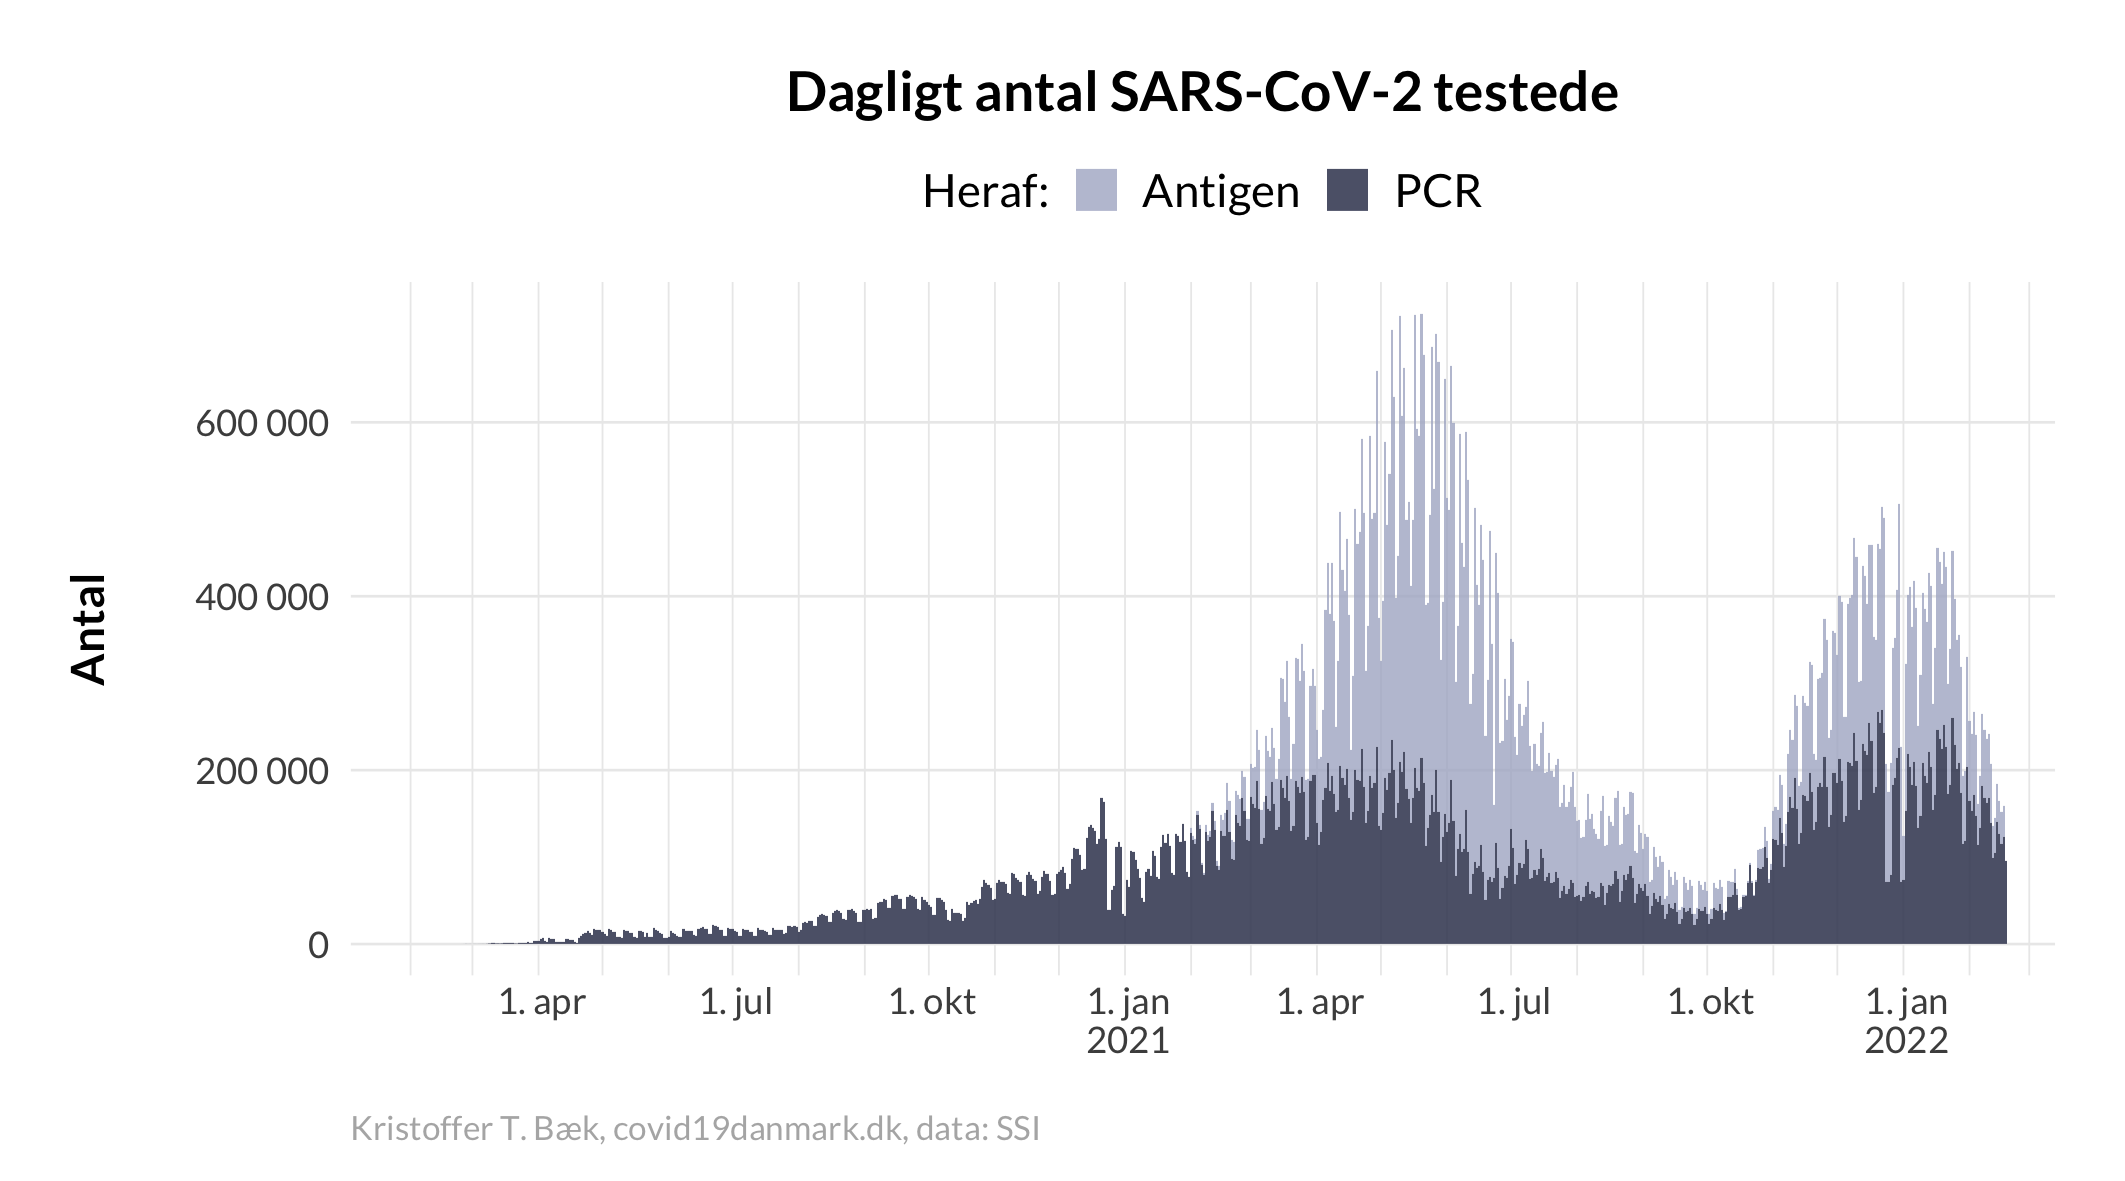 Dagligt antal SARS-CoV-2 testede
Heraf: Antigen PCR
Antal
600 000
400 000
200 000
0
1. apr 1. jul 1. okt 1. jan 1. apr 1. jul 1. okt 1. jan
2021 2022
Kristoffer T. Bæk, covid19danmark.dk, data: SSI